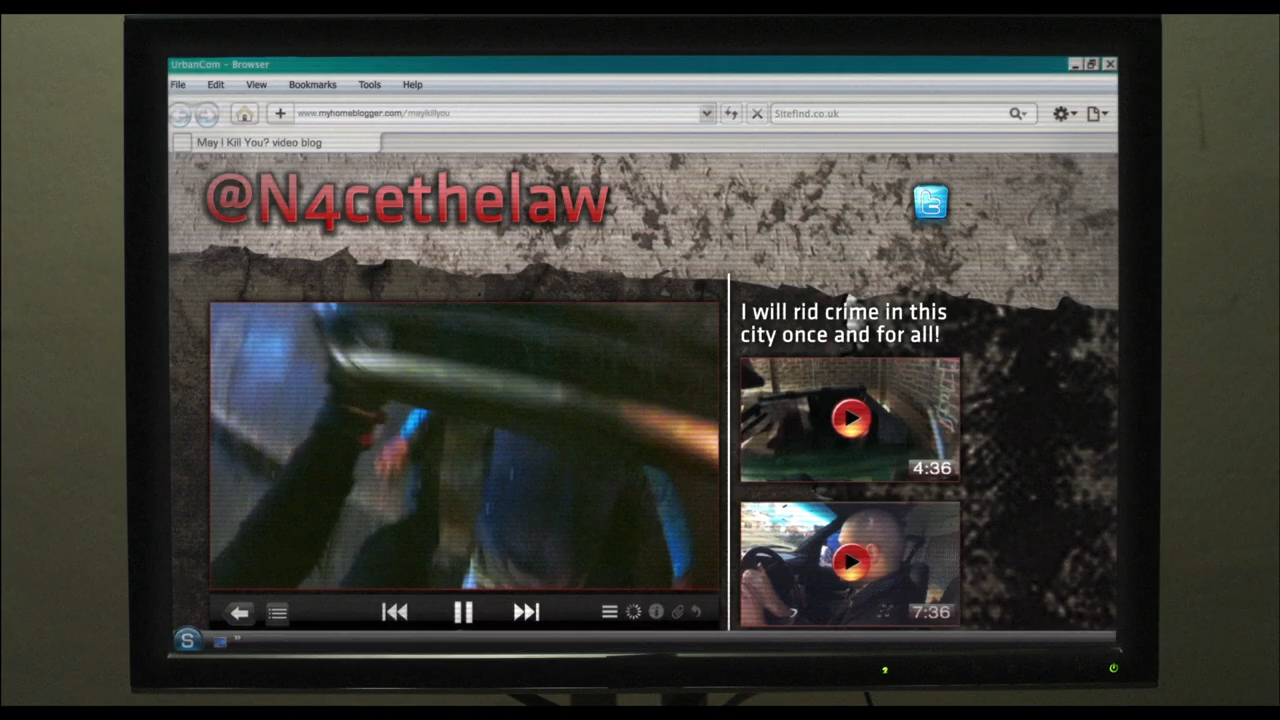 UrbanCom - Browser
File Edit View Bookmarks Tools Help
www.myhomeblogger.com/mayikillyou
Sitefind.co.uk
May I Kill You? video blog
@N4cethelaw
I will rid crime in this
city once and for all!
4:36
7:36
S